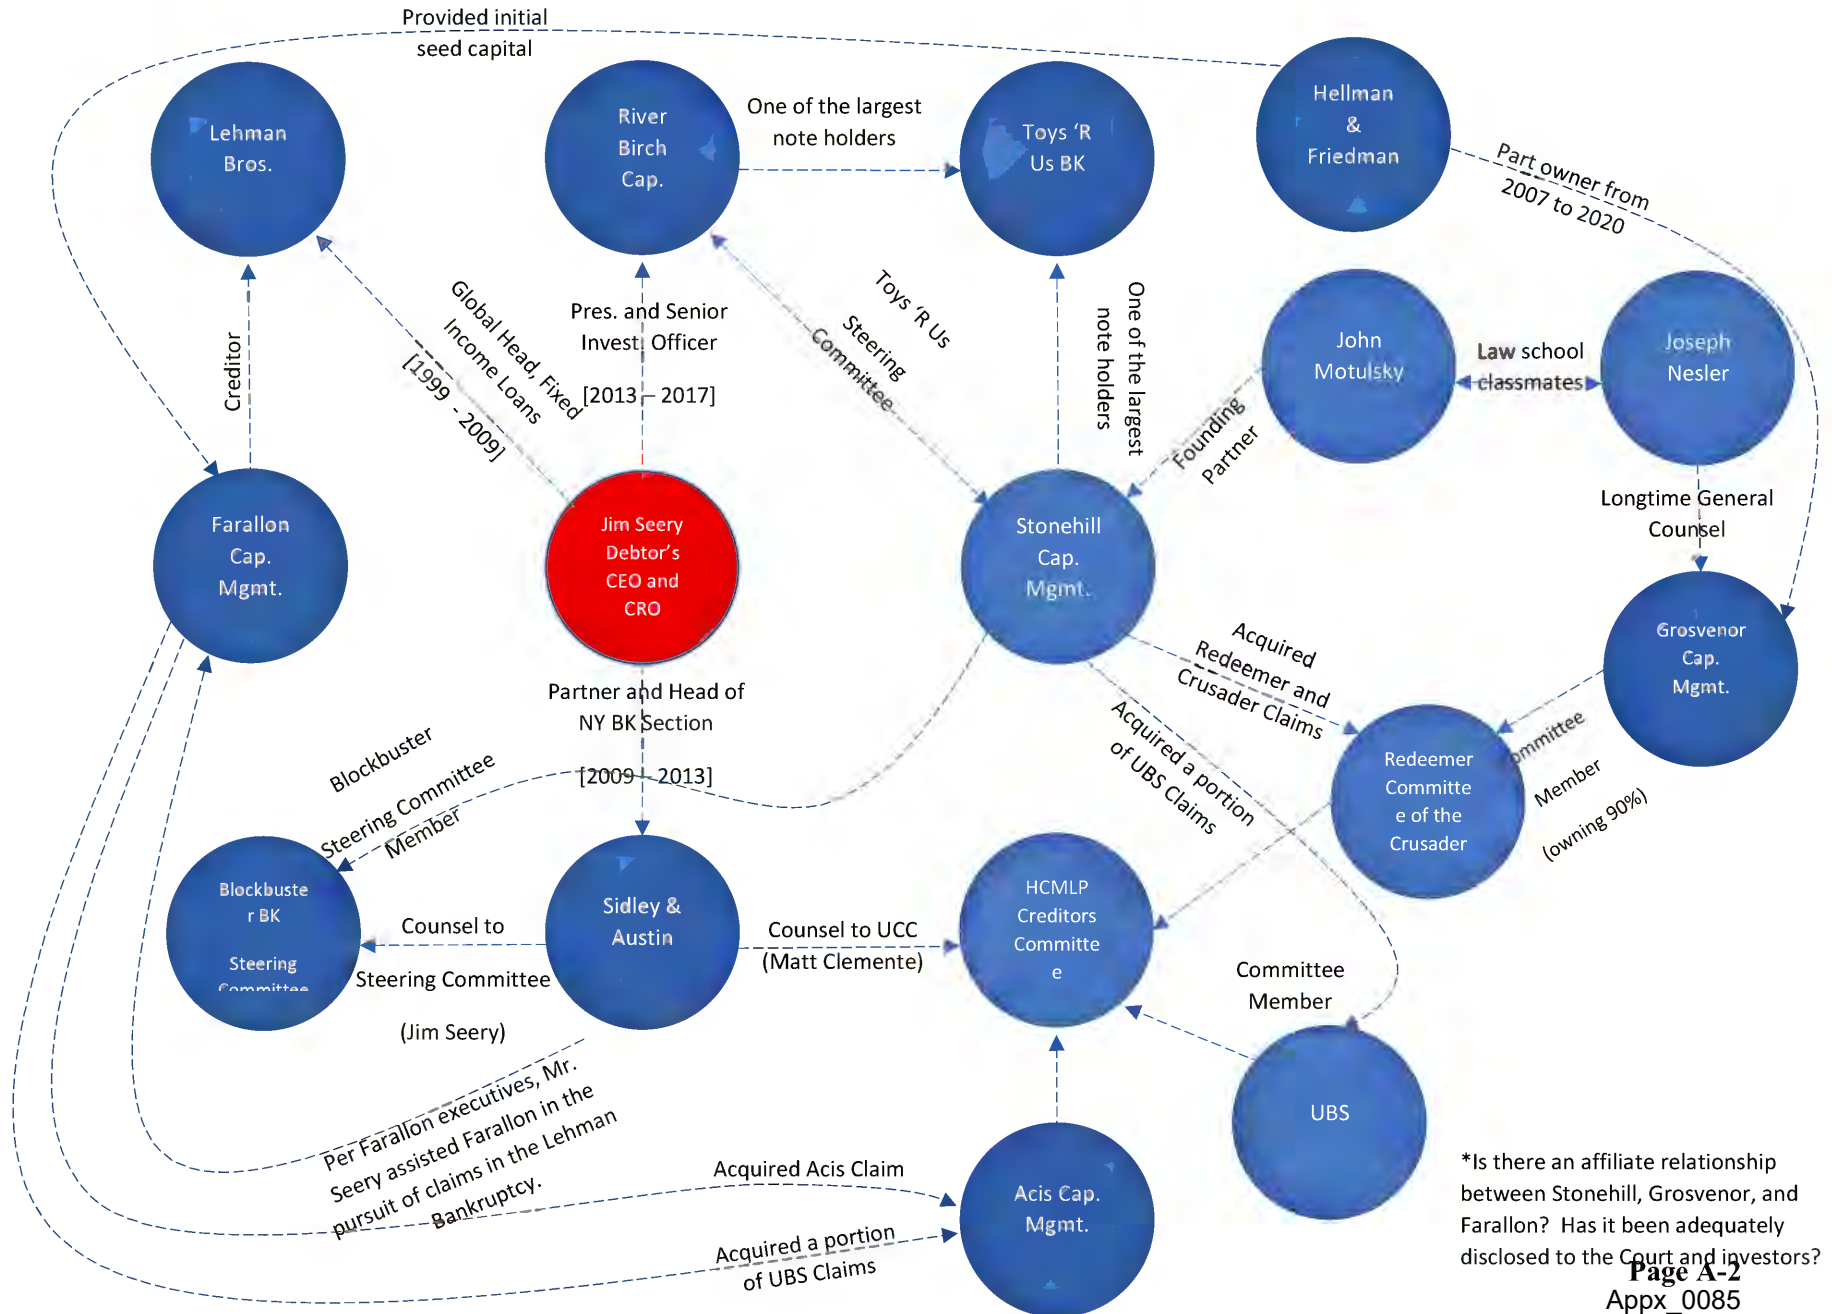 Provided initial
seed capital
Lehman
Bros.
River
Birch
Cap.
One of the largest
note holders
Toys ‘R
Us BK
Hellman
&
Friedman
Part owner from
2007 to 2020
Creditor
Global Head, Fixed
Income Loans
[1999 - 2009]
Pres. and Senior
Invest. Officer
[2013 – 2017]
Toys ‘R Us
Steering
Committee
One of the largest
note holders
John
Motulsky
Law school
classmates
Joseph
Nesler
Founding
Partner
Longtime General
Counsel
Farallon
Cap.
Mgmt.
Jim Seery
Debtor’s
CEO and
CRO
Stonehill
Cap.
Mgmt.
Grosvenor
Cap.
Mgmt.
Acquired
Redeemer and
Crusader Claims
Partner and Head of
NY BK Section
[2009 – 2013]
Acquired a portion
of UBS Claims
Redeemer
Committe
e of the
Crusader
ommittee
Member
(owning 90%)
Blockbuster
Steering Committee
Member
Blockbuste
r BK
Steering
Committee
Counsel to
Steering Committee
(Jim Seery)
Sidley &
Austin
Counsel to UCC
(Matt Clemente)
HCMLP
Creditors
Committe
e
Committee
Member
UBS
Per Farallon executives, Mr.
Seery assisted Farallon in the
pursuit of claims in the Lehman
Bankruptcy.
Acquired Acis Claim
Acquired a portion
of UBS Claims
Acis Cap.
Mgmt.
*Is there an affiliate relationship
between Stonehill, Grosvenor, and
Farallon?  Has it been adequately
disclosed to the Court and investors?
Page A-2
Appx_0085